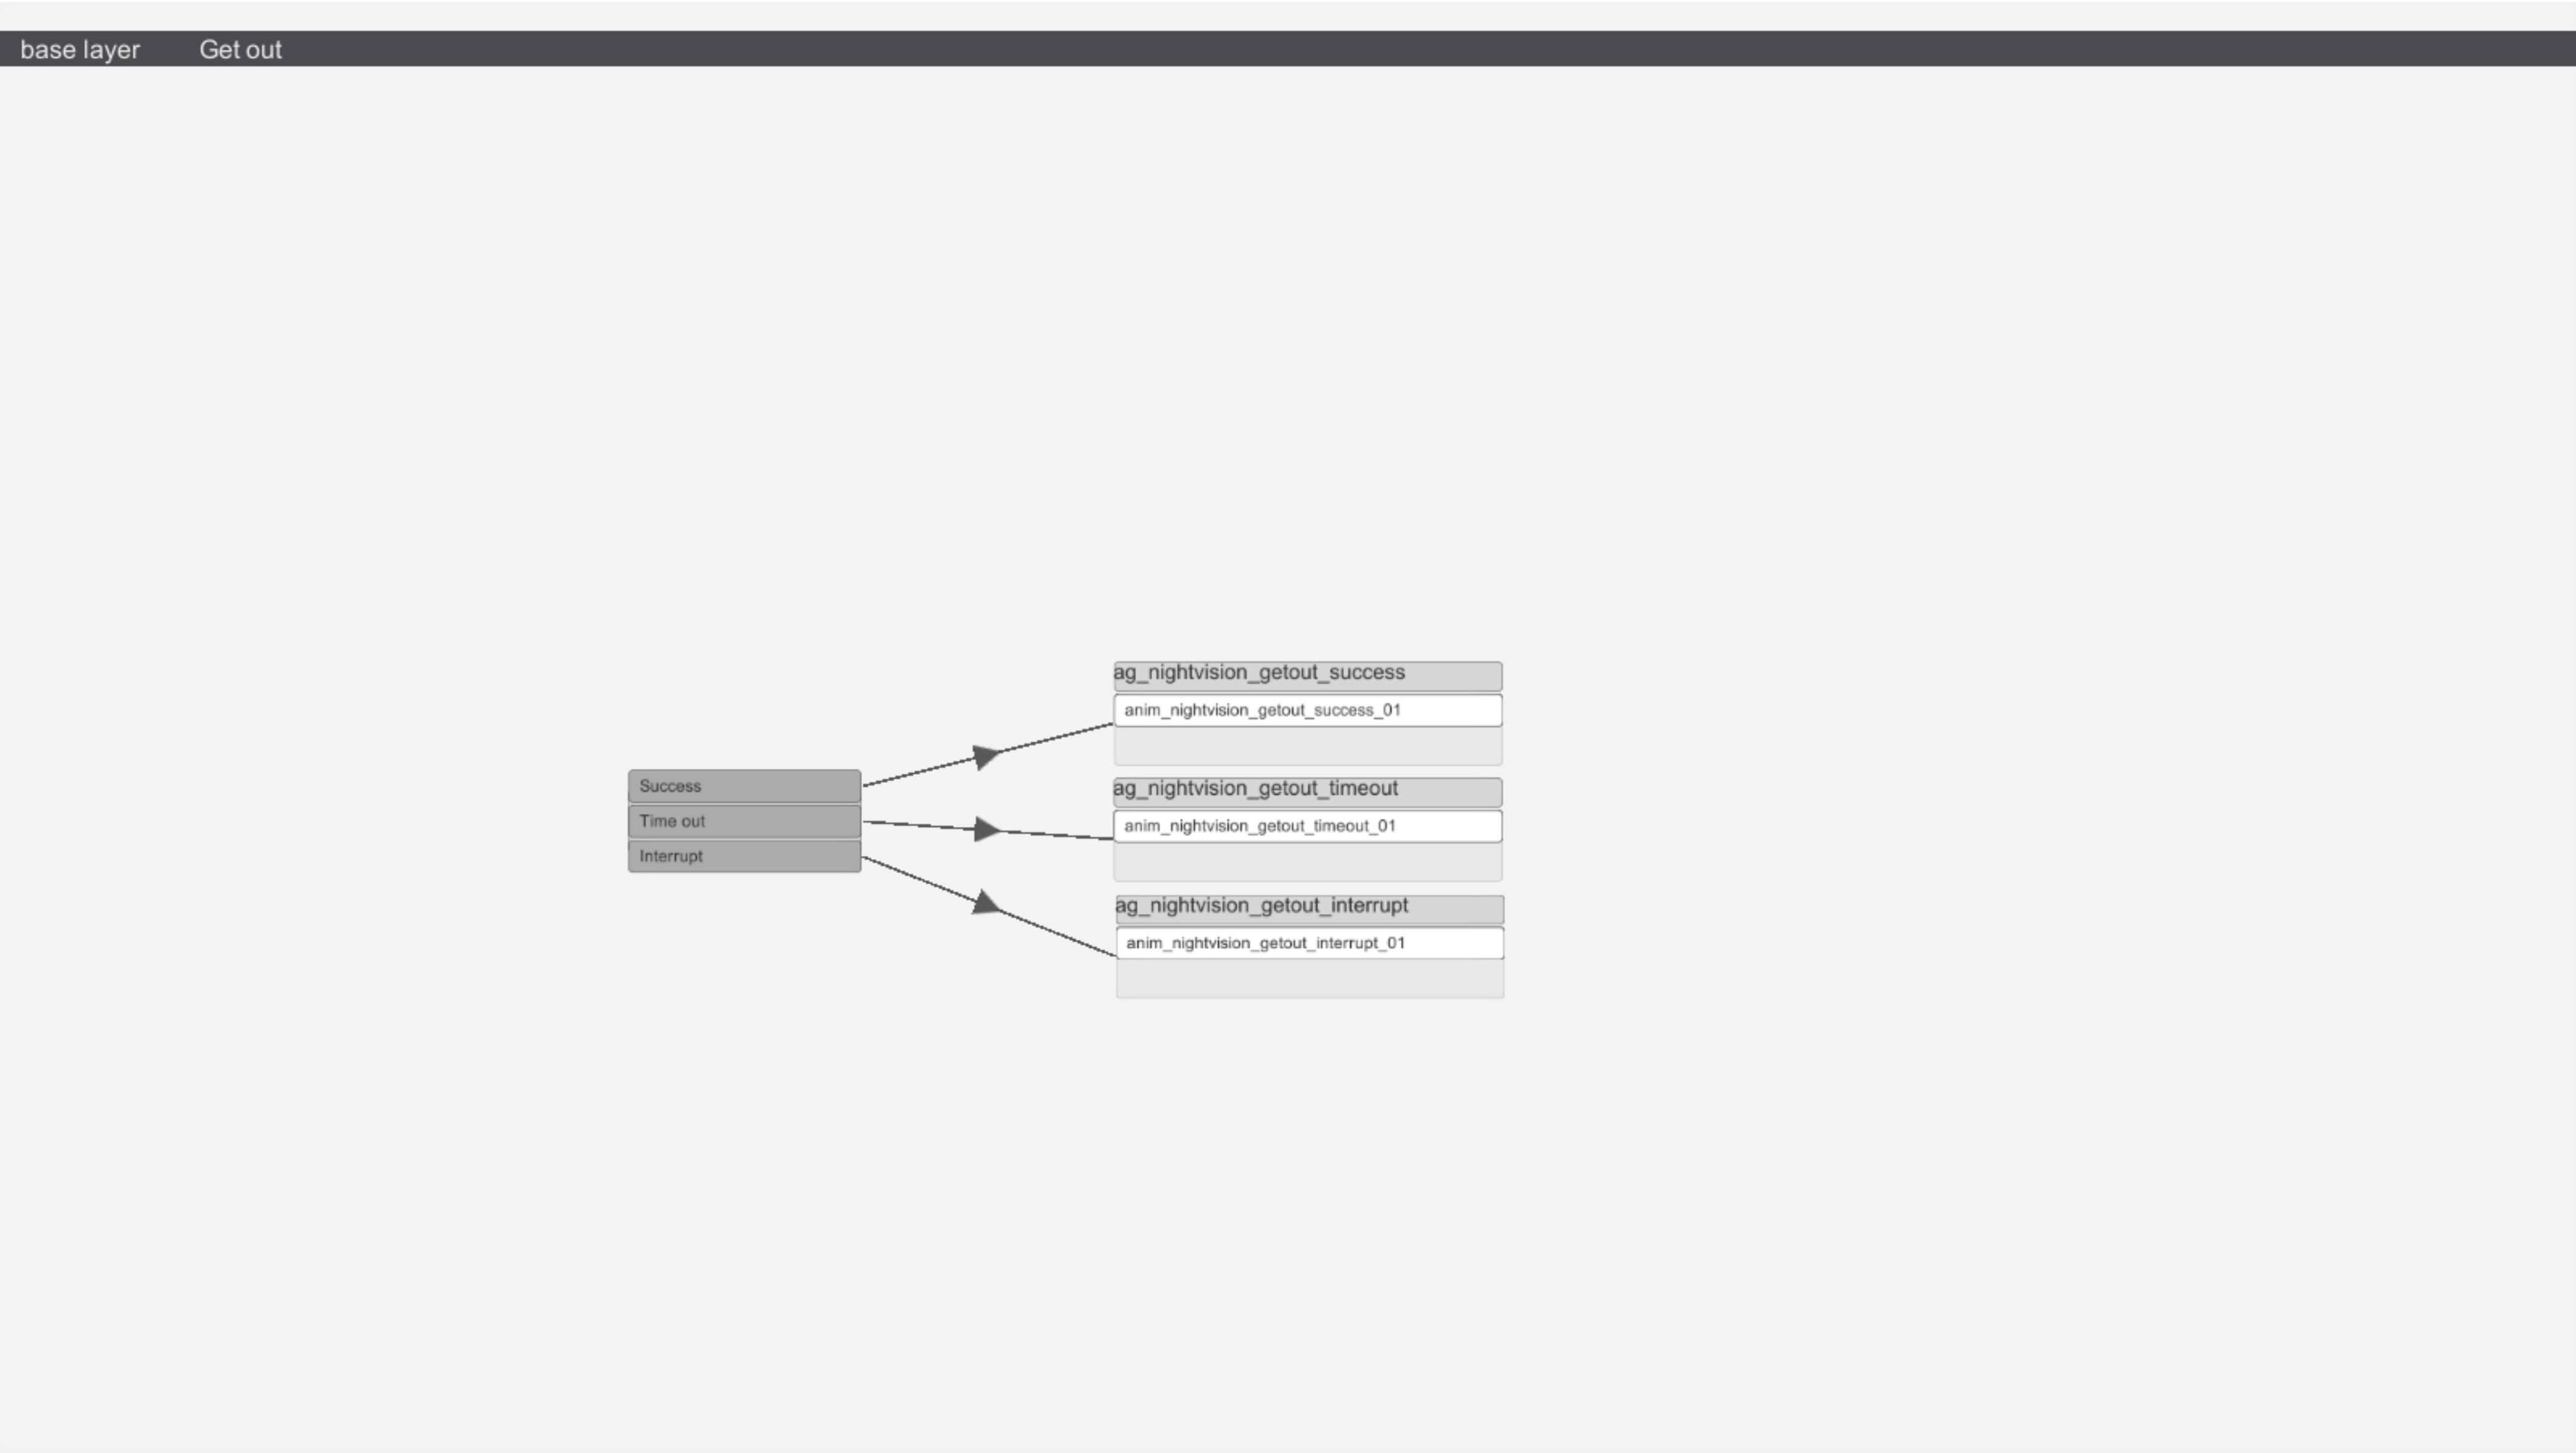 base layer Get out
ag_nightvision_getout_success
anim_nightvision_getout_success_01
Success
Time out
Interrupt
ag_nightvision_getout_timeout
anim_nightvision_getout_timeout_01
ag_nightvision_getout_interrupt
anim_nightvision_getout_interrupt_01